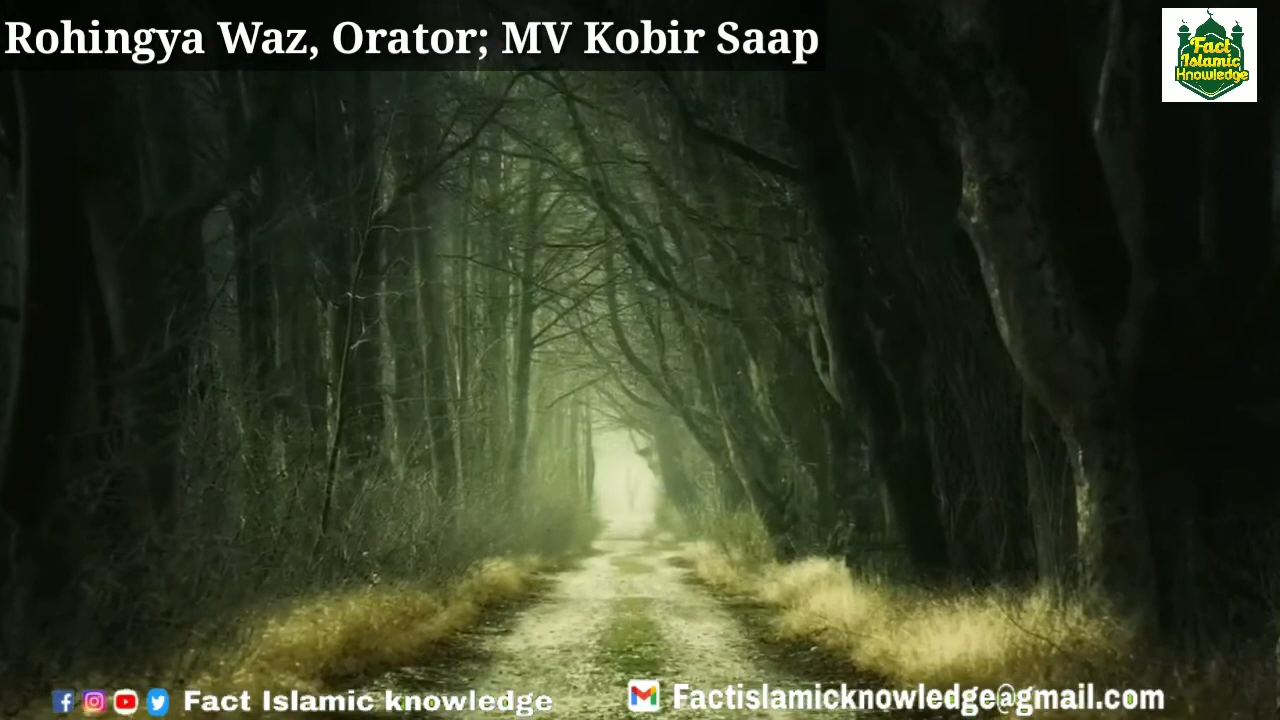 Rohingya Waz, Orator; MV Kobir Saap
Fact
Islamic
Knowledge
Fact Islamic knowledge
Factislamicknowledge@gmail.com